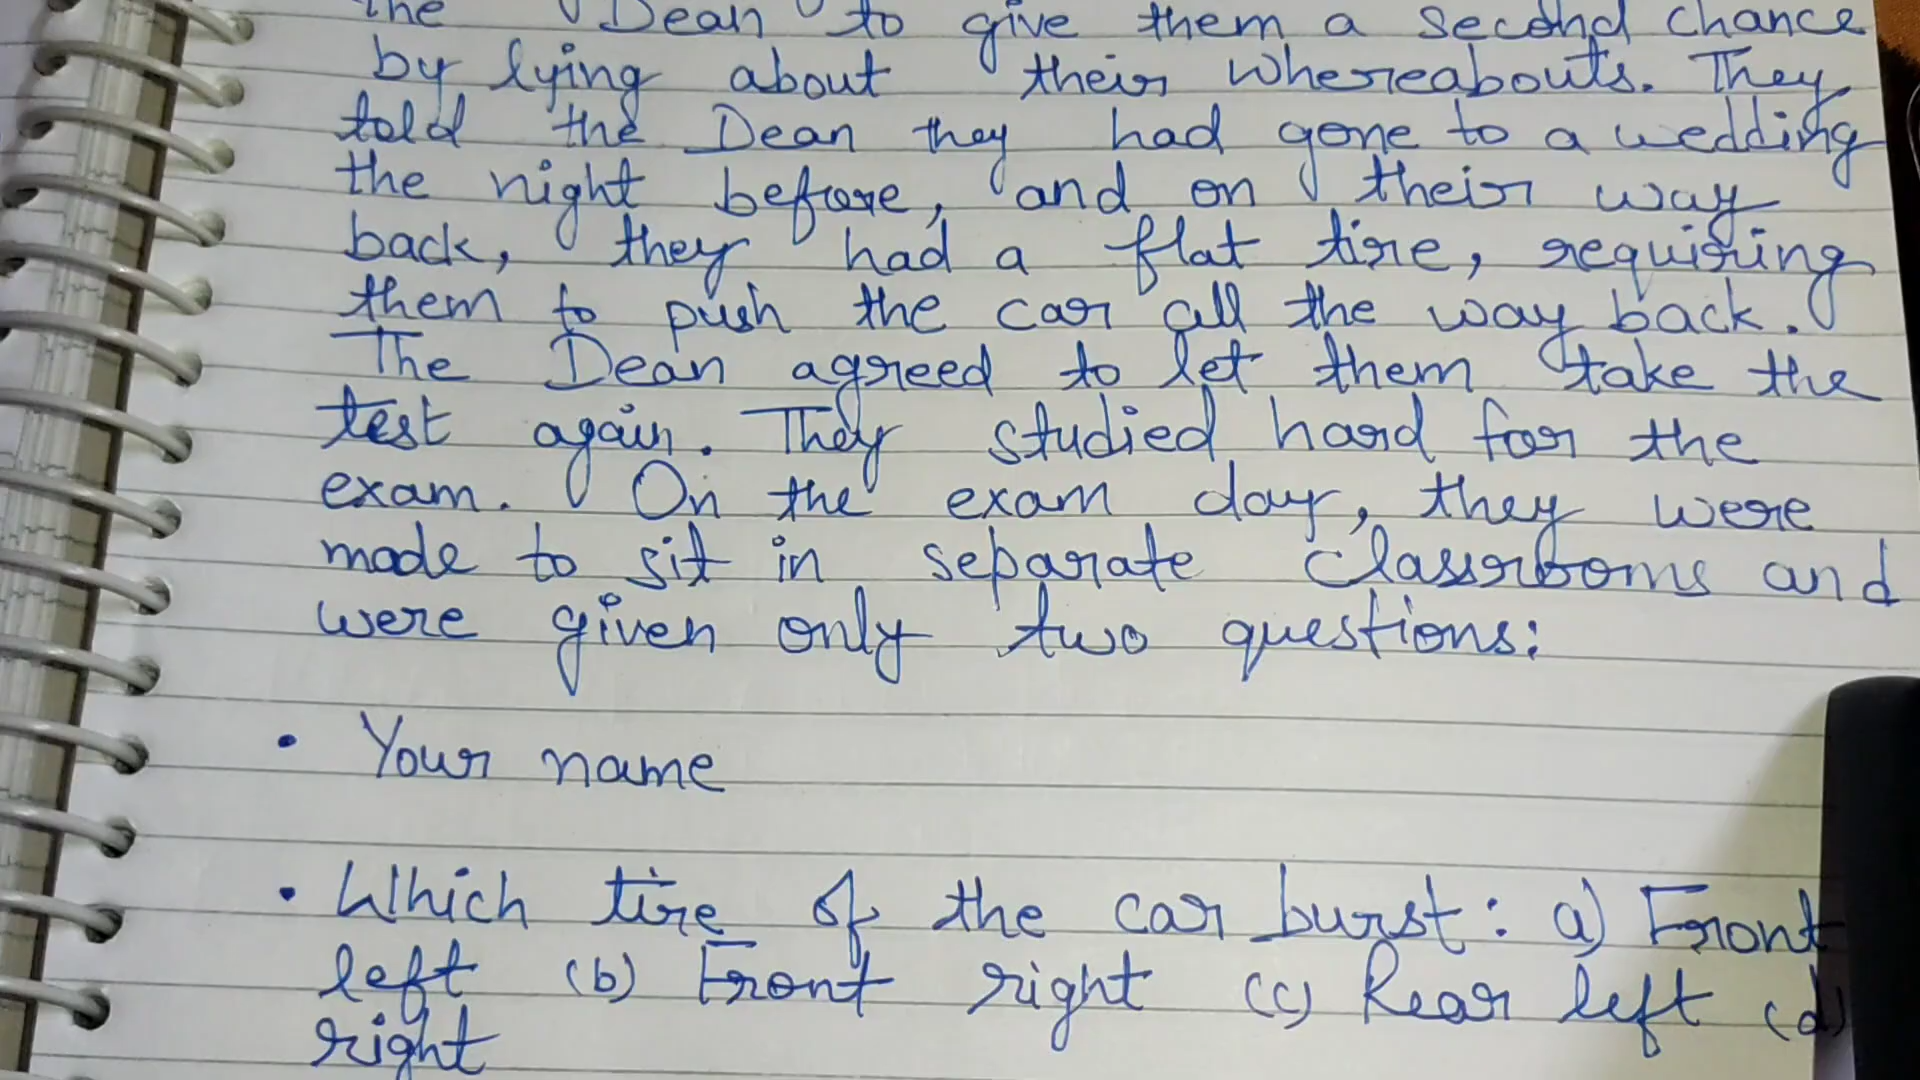 the Dean to give them a second chance
by lying about their whereabouts. They
told the Dean they had gone to a wedding
the night before, and on their way
back, they had a flat tire, requiring
them to push the car all the way back.
The Dean agreed to let them take the
test again. They studied hard for the
exam. On the exam day, they were
made to sit in separate classrooms and
were given only two questions:
• Your name
• Which tire of the car burst: a) Front
left (b) Front right (c) Rear left (d)
right